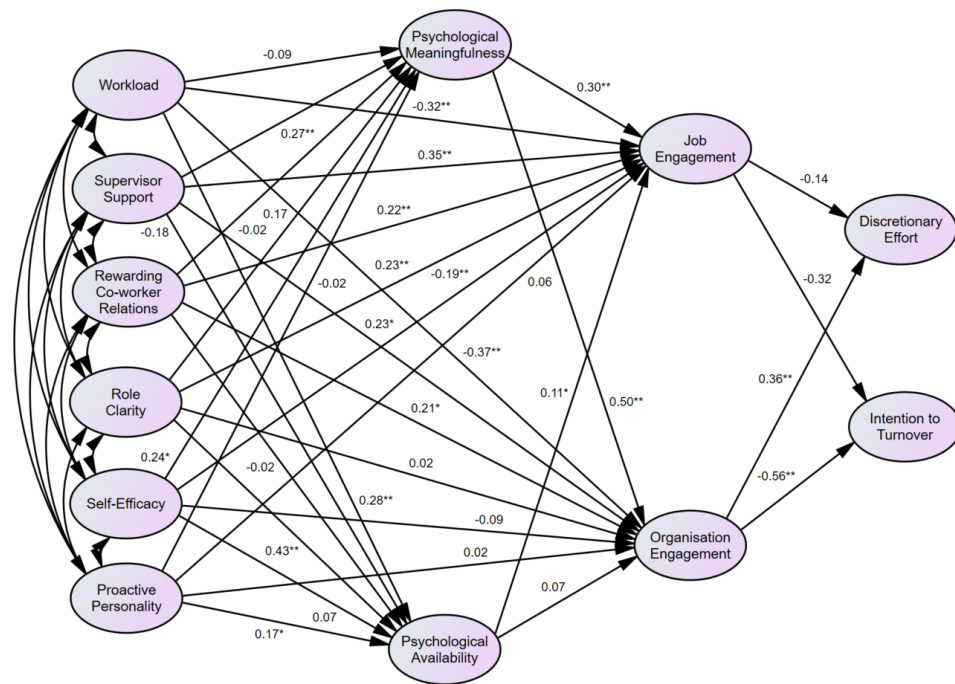 Psychological
Meaningfulness
-0.09
Workload
0.30**
-0.32**
Job
Engagement
0.27**
Supervisor
Support
0.35**
-0.14
Discretionary
Effort
0.17
-0.18
-0.02
0.22**
Rewarding
Co-worker
Relations
0.23**
-0.19**
0.06
-0.02
-0.32
0.23*
-0.37**
0.36**
Role
Clarity
0.11*
0.50**
0.21*
Intention to
Turnover
0.24*
-0.02
0.02
-0.56**
Self-Efficacy
0.28**
-0.09
Organisation
Engagement
0.43**
0.02
Proactive
Personality
0.07
0.07
0.17*
Psychological
Availability